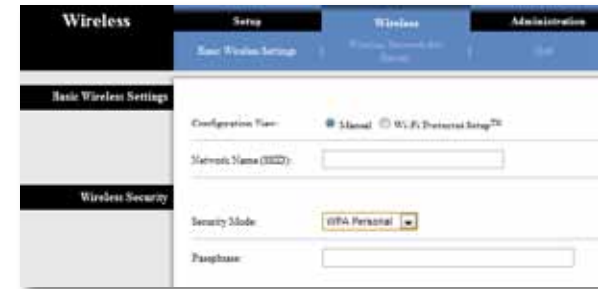 Wireless
Setup
Wireless
Administration
Basic Wireless Settings
Basic Wireless Settings
Configuration View:
Manual
Wi-Fi Protected Setup™
Network Name (SSID):
Wireless Security
Security Mode:
WPA Personal
Passphrase: